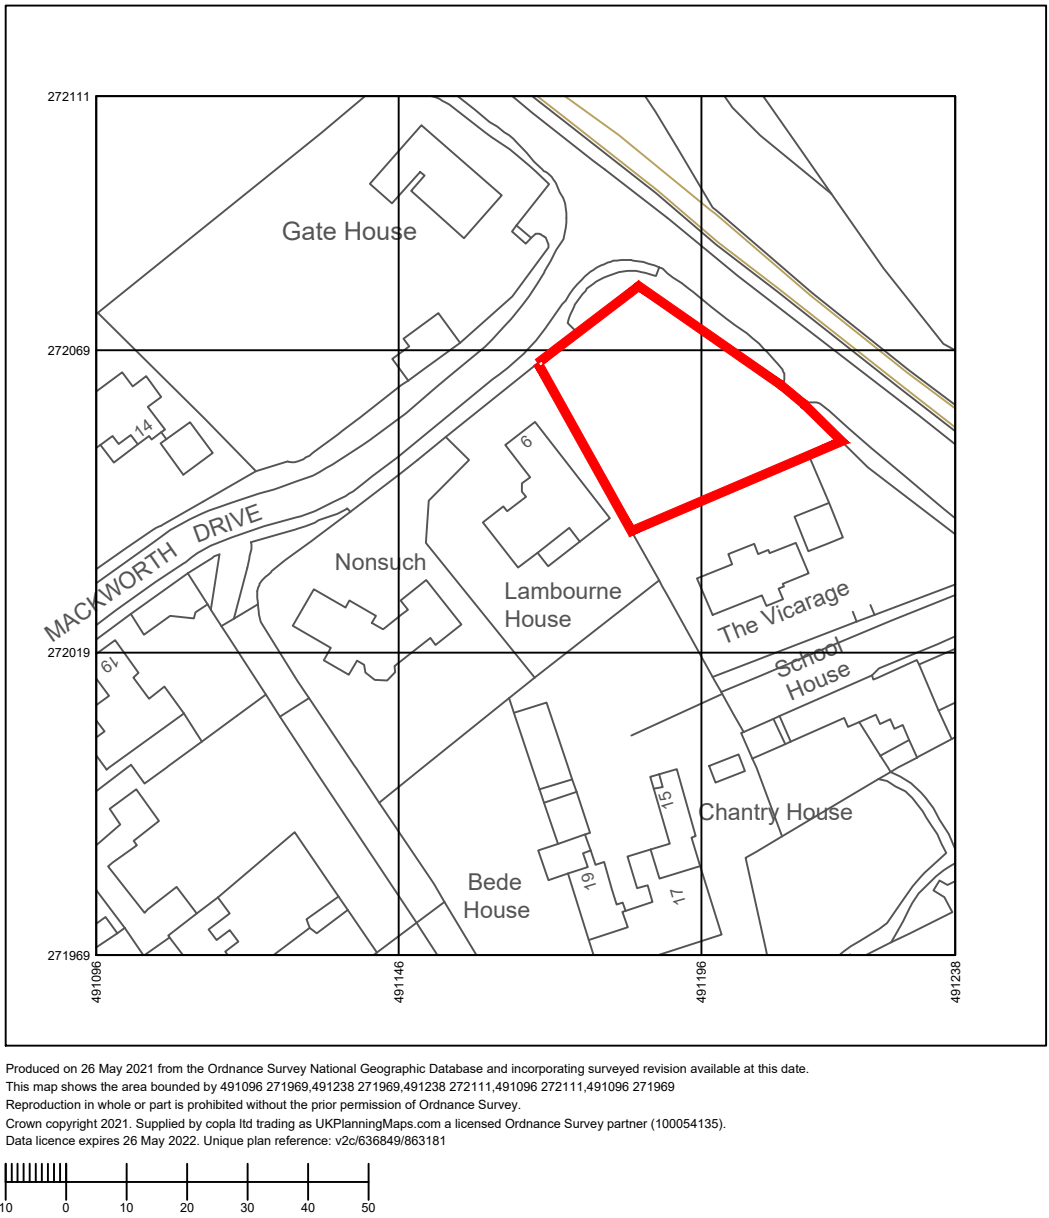 272111
Gate House
272069
14
6
MACKWORTH DRIVE
Nonsuch
Lambourne
House
The Vicarage
272019
19
School
House
15
Chantry House
Bede
House
19
17
271969
491096
491146
491196
491238
Produced on 26 May 2021 from the Ordnance Survey National Geographic Database and incorporating surveyed revision available at this date.
This map shows the area bounded by 491096 271969,491238 271969,491238 272111,491096 272111,491096 271969
Reproduction in whole or part is prohibited without the prior permission of Ordnance Survey.
Crown copyright 2021. Supplied by copla ltd trading as UKPlanningMaps.com a licensed Ordnance Survey partner (100054135).
Data licence expires 26 May 2022. Unique plan reference: v2c/636849/863181
10 0 10 20 30 40 50